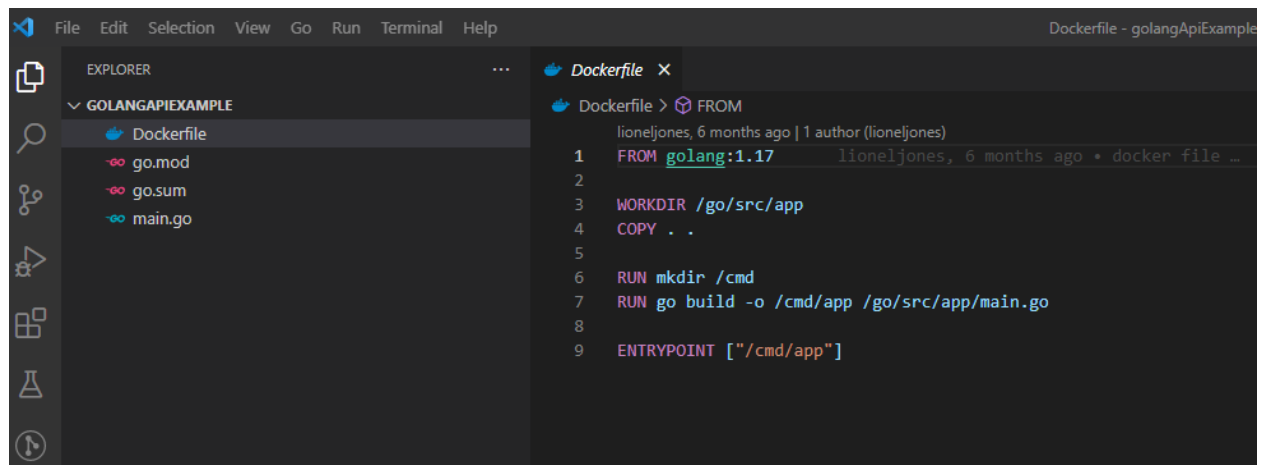 File Edit Selection View Go Run Terminal Help
Dockerfile - golangApiExample
EXPLORER ...
GOLANGAPIEXAMPLE
Dockerfile
go.mod
go.sum
main.go
Dockerfile
Dockerfile > FROM
lioneljones, 6 months ago | 1 author (lioneljones)
1 FROM golang:1.17 lioneljones, 6 months ago • docker file …
2
3 WORKDIR /go/src/app
4 COPY . .
5
6 RUN mkdir /cmd
7 RUN go build -o /cmd/app /go/src/app/main.go
8
9 ENTRYPOINT ["/cmd/app"]